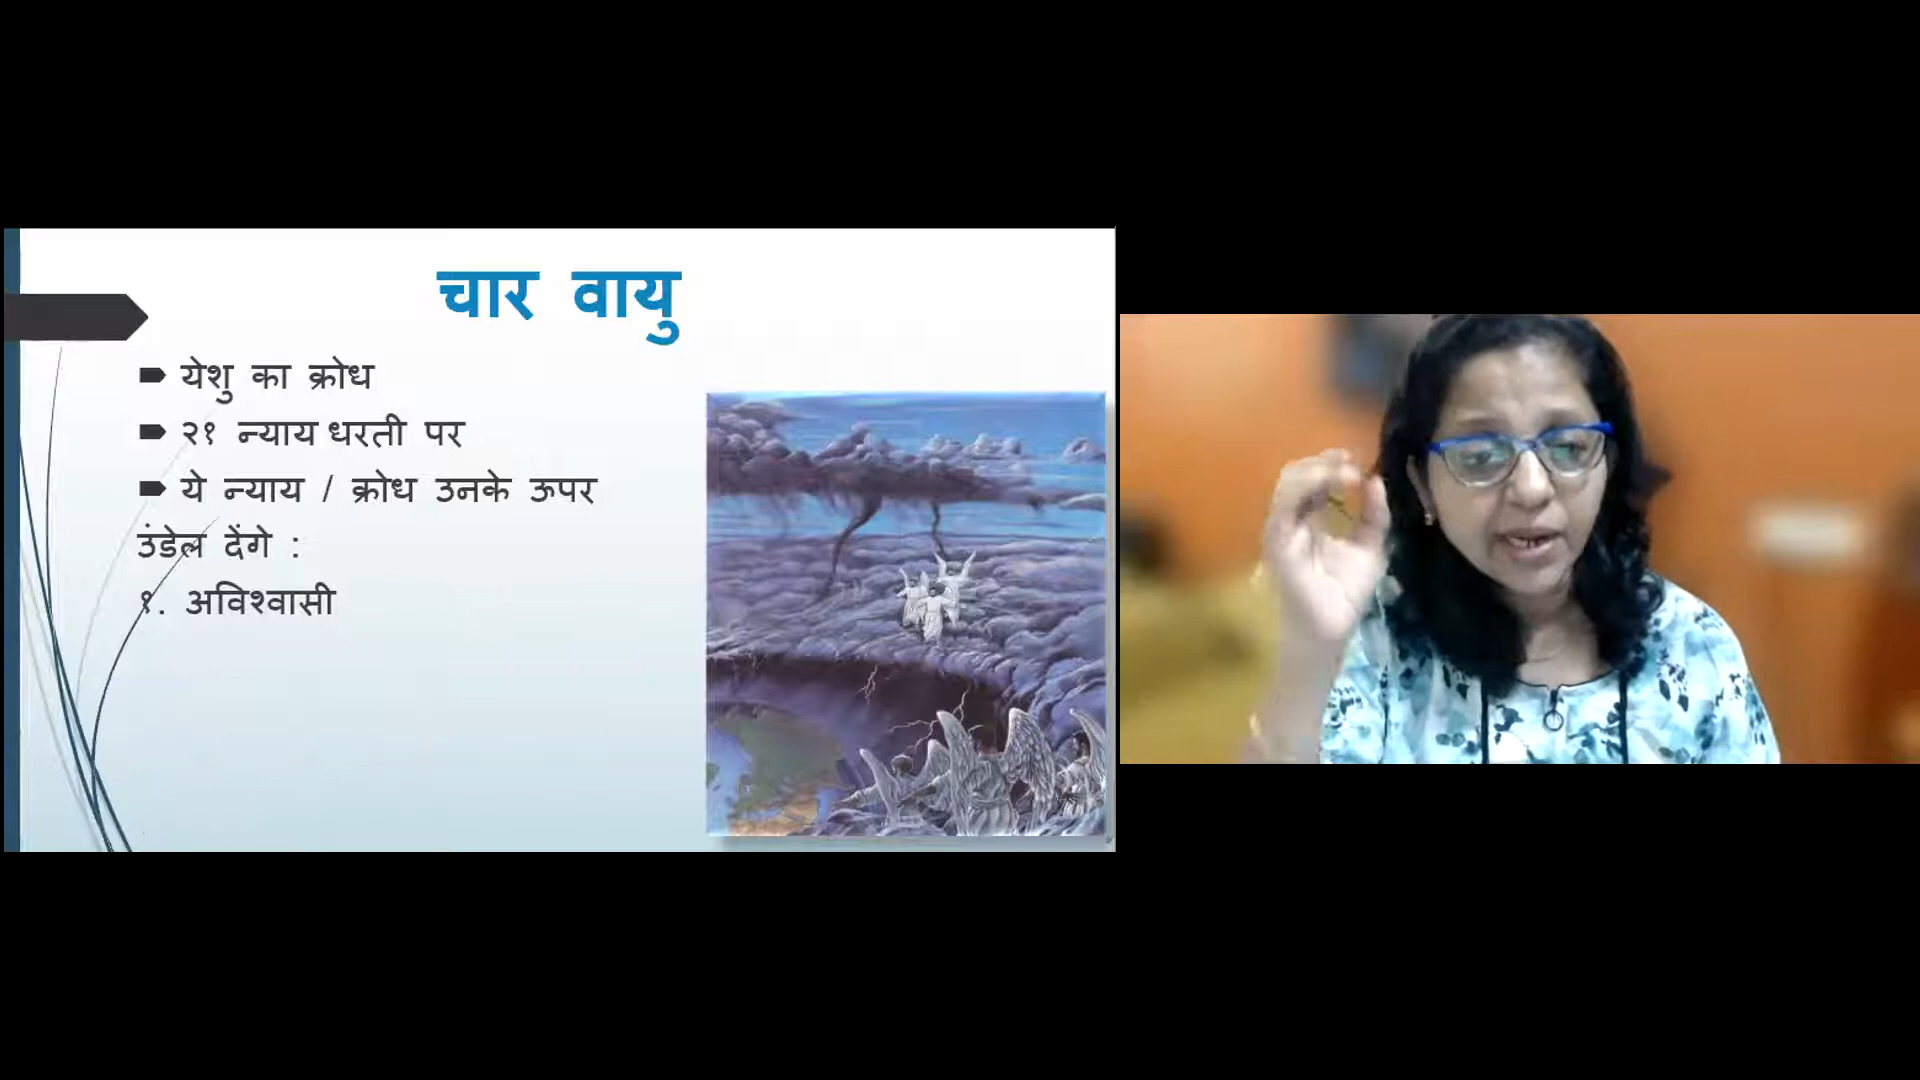 चार वायु
येशु का क्रोध
२१ न्याय धरती पर
ये न्याय / क्रोध उनके ऊपर
उंडेल देंगे :
१. अविश्वासी